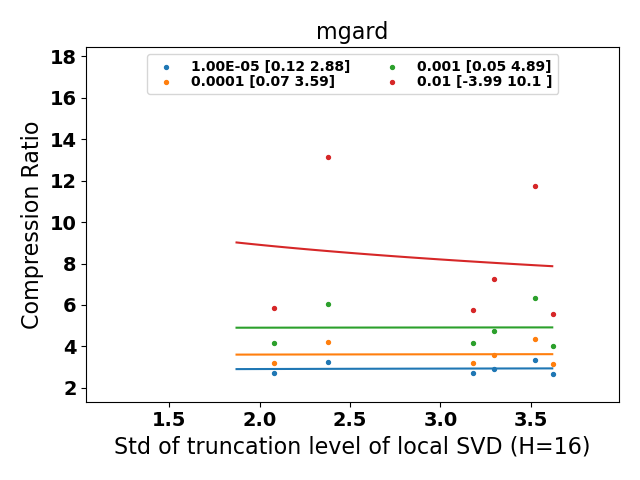 mgard
1.00E-05 [0.12 2.88]
0.0001 [0.07 3.59]
0.001 [0.05 4.89]
0.01 [-3.99 10.1 ]
Compression Ratio
18
16
14
12
10
8
6
4
2
1.5 2.0 2.5 3.0 3.5
Std of truncation level of local SVD (H=16)